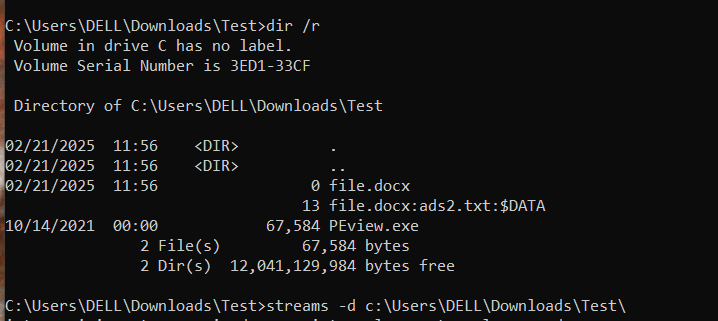 C:\Users\DELL\Downloads\Test>dir /r
Volume in drive C has no label.
Volume Serial Number is 3ED1-33CF
Directory of C:\Users\DELL\Downloads\Test
02/21/2025 11:56 <DIR> .
02/21/2025 11:56 <DIR> ..
02/21/2025 11:56 0 file.docx
13 file.docx:ads2.txt:$DATA
10/14/2021 00:00 67,584 PEview.exe
2 File(s) 67,584 bytes
2 Dir(s) 12,041,129,984 bytes free
C:\Users\DELL\Downloads\Test>streams -d c:\Users\DELL\Downloads\Test\